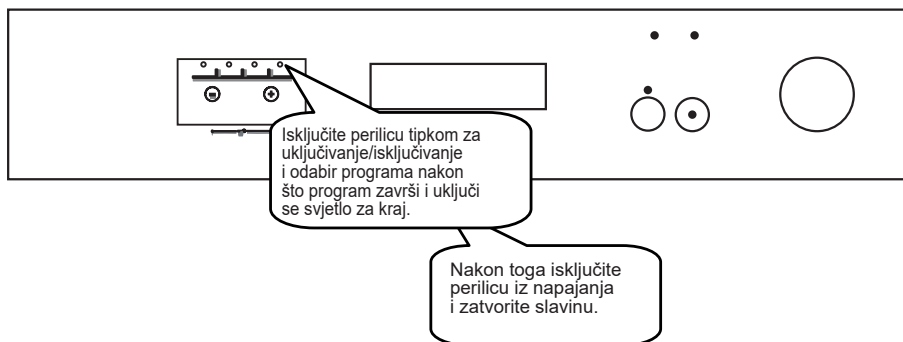 Isključite perilicu tipkom za
uključivanje/isključivanje
i odabir programa nakon
što program završi i uključi
se svjetlo za kraj.
Nakon toga isključite
perilicu iz napajanja
i zatvorite slavinu.